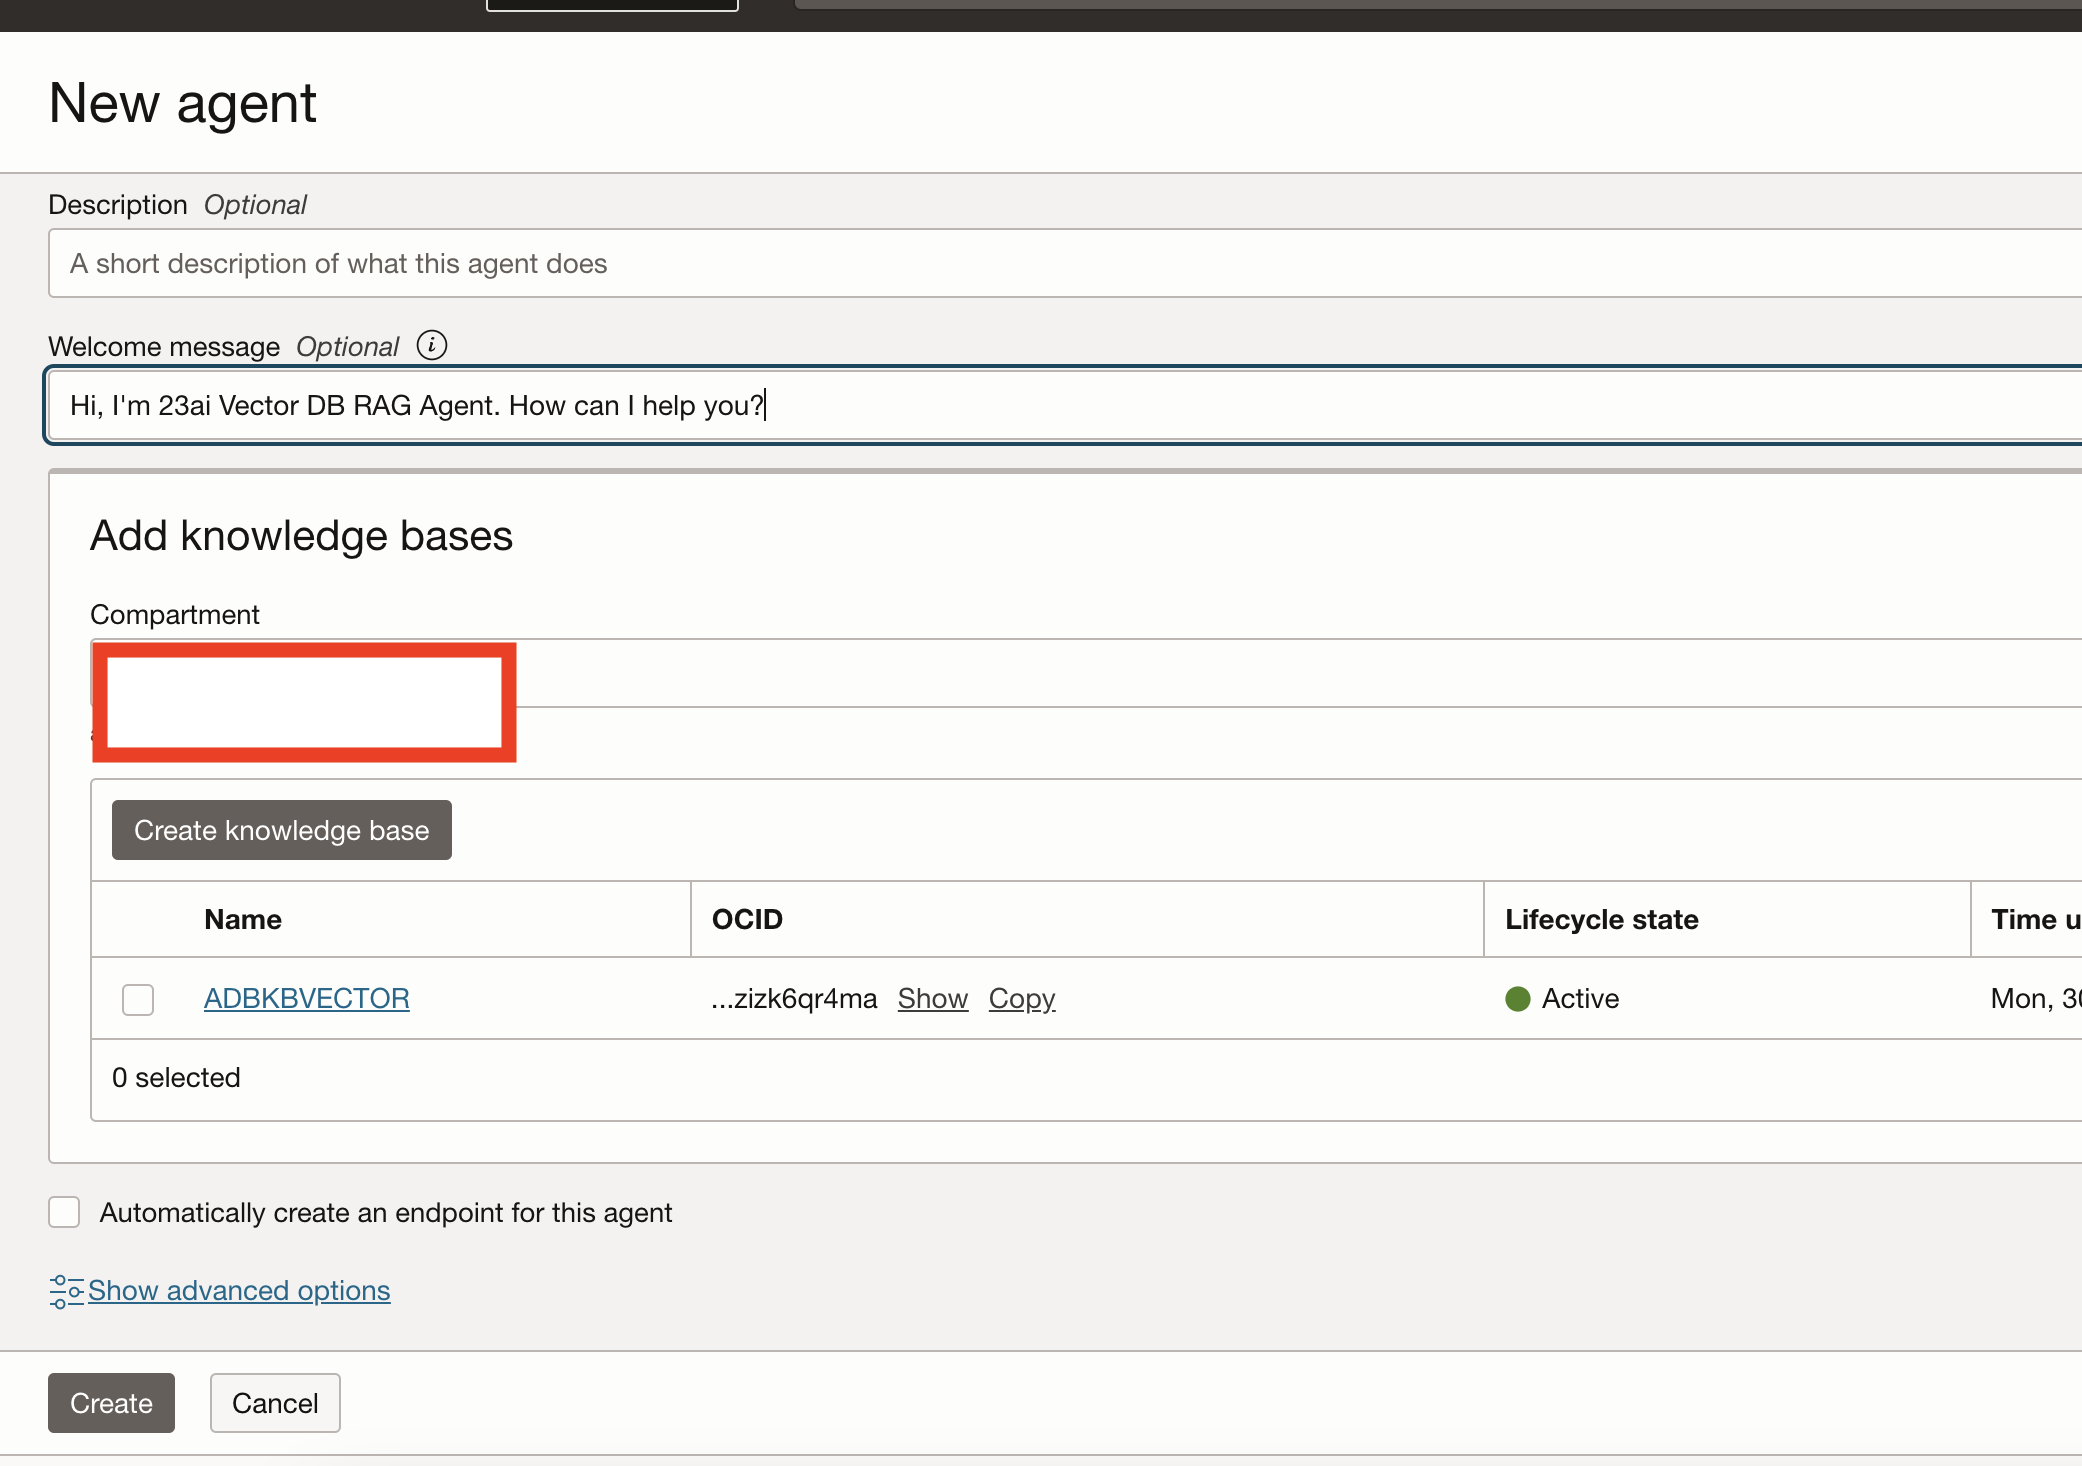 New agent
Description Optional
A short description of what this agent does
Welcome message Optional
Hi, I'm 23ai Vector DB RAG Agent. How can I help you?
Add knowledge bases
Compartment
Create knowledge base
Name OCID Lifecycle state Time u
ADBKBVECTOR ...zizk6qr4ma Show Copy Active Mon, 30
0 selected
Automatically create an endpoint for this agent
Show advanced options
Create Cancel